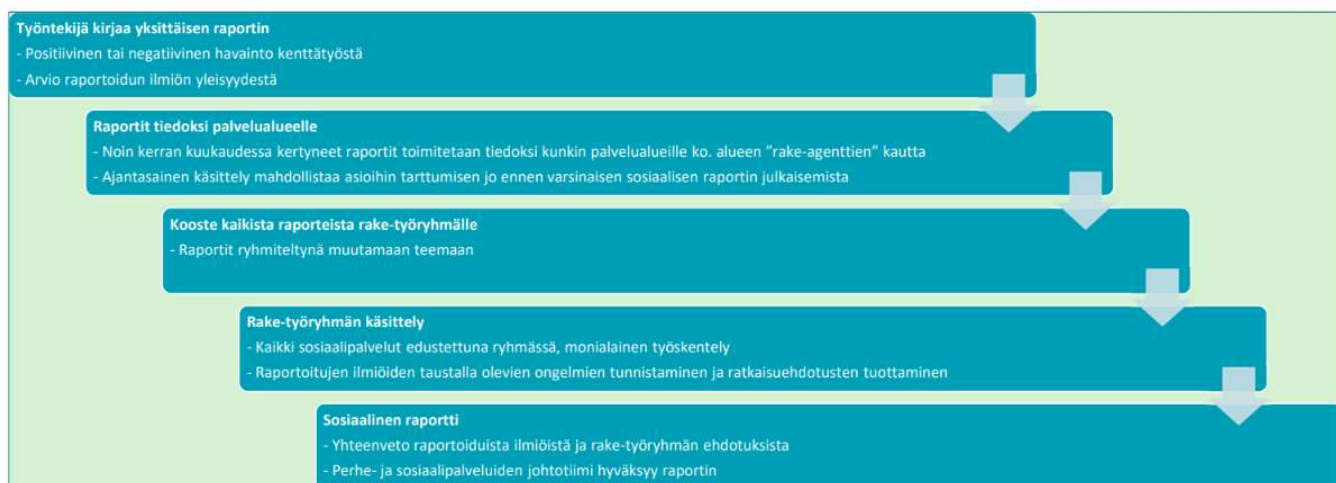 Työntekijä kirjaa yksittäisen raportin
- Positiivinen tai negatiivinen havainto kenttätyöstä
- Arvio raportoidun ilmiön yleisyydestä
Raportit tiedoksi palvelualueelle
- Noin kerran kuukaudessa kertyneet raportit toimitetaan tiedoksi kunkin palvelualueille ko. alueen ”rake-agenttien” kautta
- Ajantasainen käsittely mahdollistaa asioihin tarttumisen jo ennen varsinaisen sosiaalisen raportin julkaisemista
Kooste kaikista raporteista rake-työryhmälle
- Raportit ryhmiteltynä muutamaan teemaan
Rake-työryhmän käsittely
- Kaikki sosiaalipalvelut edustettuna ryhmässä, monialainen työskentely
- Raportoitujen ilmiöiden taustalla olevien ongelmien tunnistaminen ja ratkaisuehdotusten tuottaminen
Sosiaalinen raportti
- Yhteenveto raportoiduista ilmiöistä ja rake-työryhmän ehdotuksista
- Perhe- ja sosiaalipalveluiden johtotiimi hyväksyy raportin